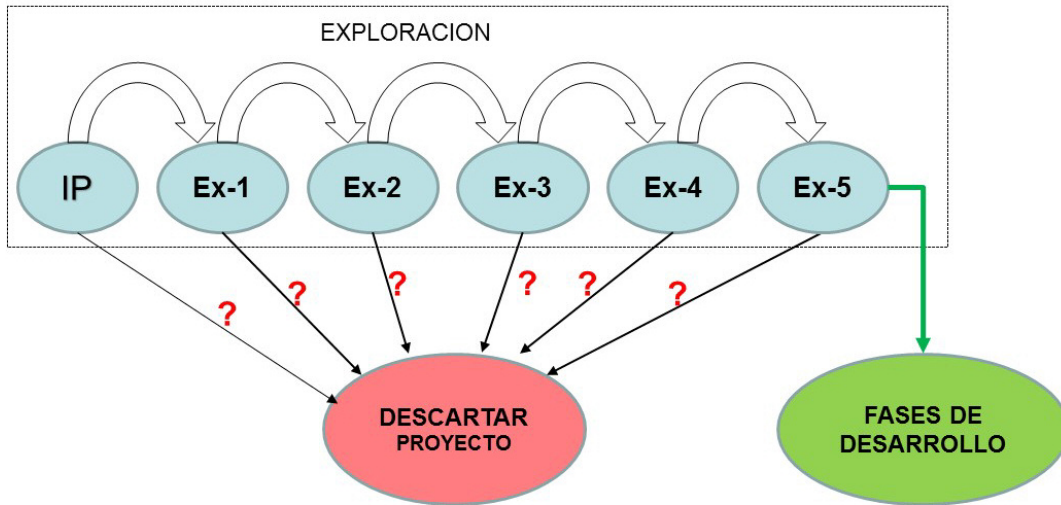 EXPLORACION
IP
Ex-1
Ex-2
Ex-3
Ex-4
Ex-5
?
?
?
?
?
?
DESCARTAR
PROYECTO
FASES DE
DESARROLLO